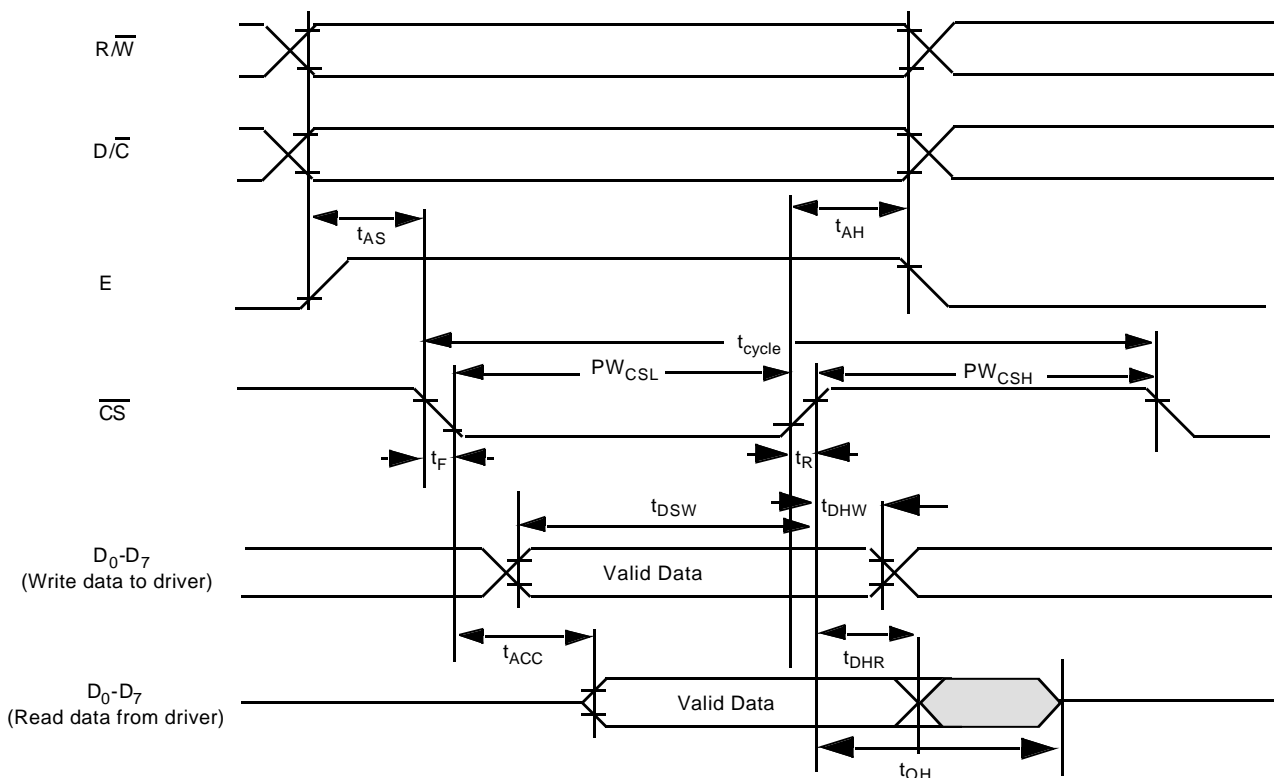 R/W̅
D/C̅
tAS
tAH
E
tcycle
PWCSL
PWCSH
C̅S̅
tF
tR
tDSW
tDHW
D0-D7
(Write data to driver)
Valid Data
tACC
tDHR
D0-D7
(Read data from driver)
Valid Data
tOH